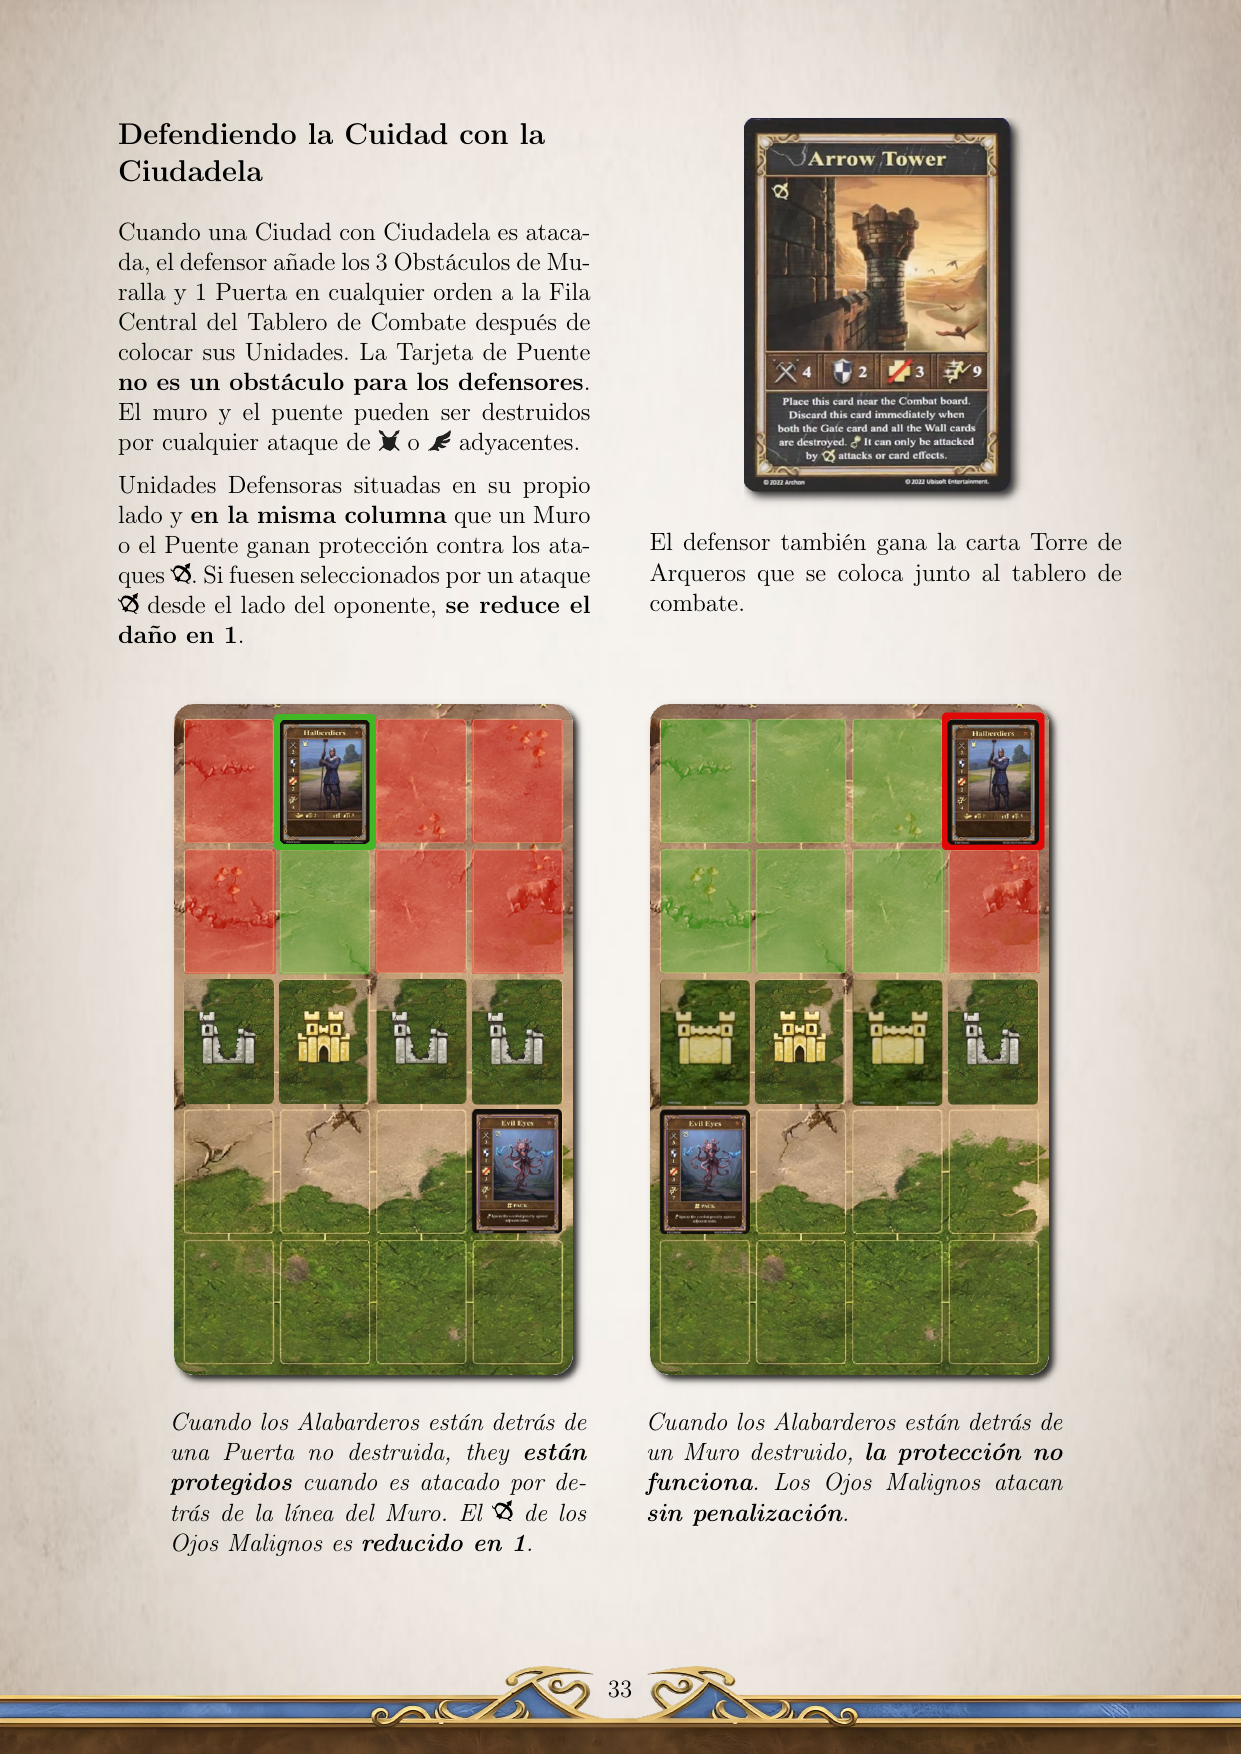 Defendiendo la Cuidad con la
Ciudadela
Cuando una Ciudad con Ciudadela es ataca-
da, el defensor añade los 3 Obstáculos de Mu-
ralla y 1 Puerta en cualquier orden a la Fila
Central del Tablero de Combate después de
colocar sus Unidades. La Tarjeta de Puente
no es un obstáculo para los defensores.
El muro y el puente pueden ser destruidos
por cualquier ataque de o adyacentes.
Unidades Defensoras situadas en su propio
lado y en la misma columna que un Muro
o el Puente ganan protección contra los ata-
ques . Si fuesen seleccionados por un ataque
desde el lado del oponente, se reduce el
daño en 1.
Arrow Tower
4 2 3 9
Place this card near the Combat board.
Discard this card immediately when
both the Gate card and all the Wall cards
are destroyed. It can only be attacked
by attacks or card effects.
© 2022 Archon © 2022 Ubisoft Entertainment.
El defensor también gana la carta Torre de
Arqueros que se coloca junto al tablero de
combate.
Halberdiers
Evil Eyes
# PACK
Halberdiers
Evil Eyes
# PACK
Cuando los Alabarderos están detrás de
una Puerta no destruida, they están
protegidos cuando es atacado por de-
trás de la línea del Muro. El de los
Ojos Malignos es reducido en 1.
Cuando los Alabarderos están detrás de
un Muro destruido, la protección no
funciona. Los Ojos Malignos atacan
sin penalización.
33